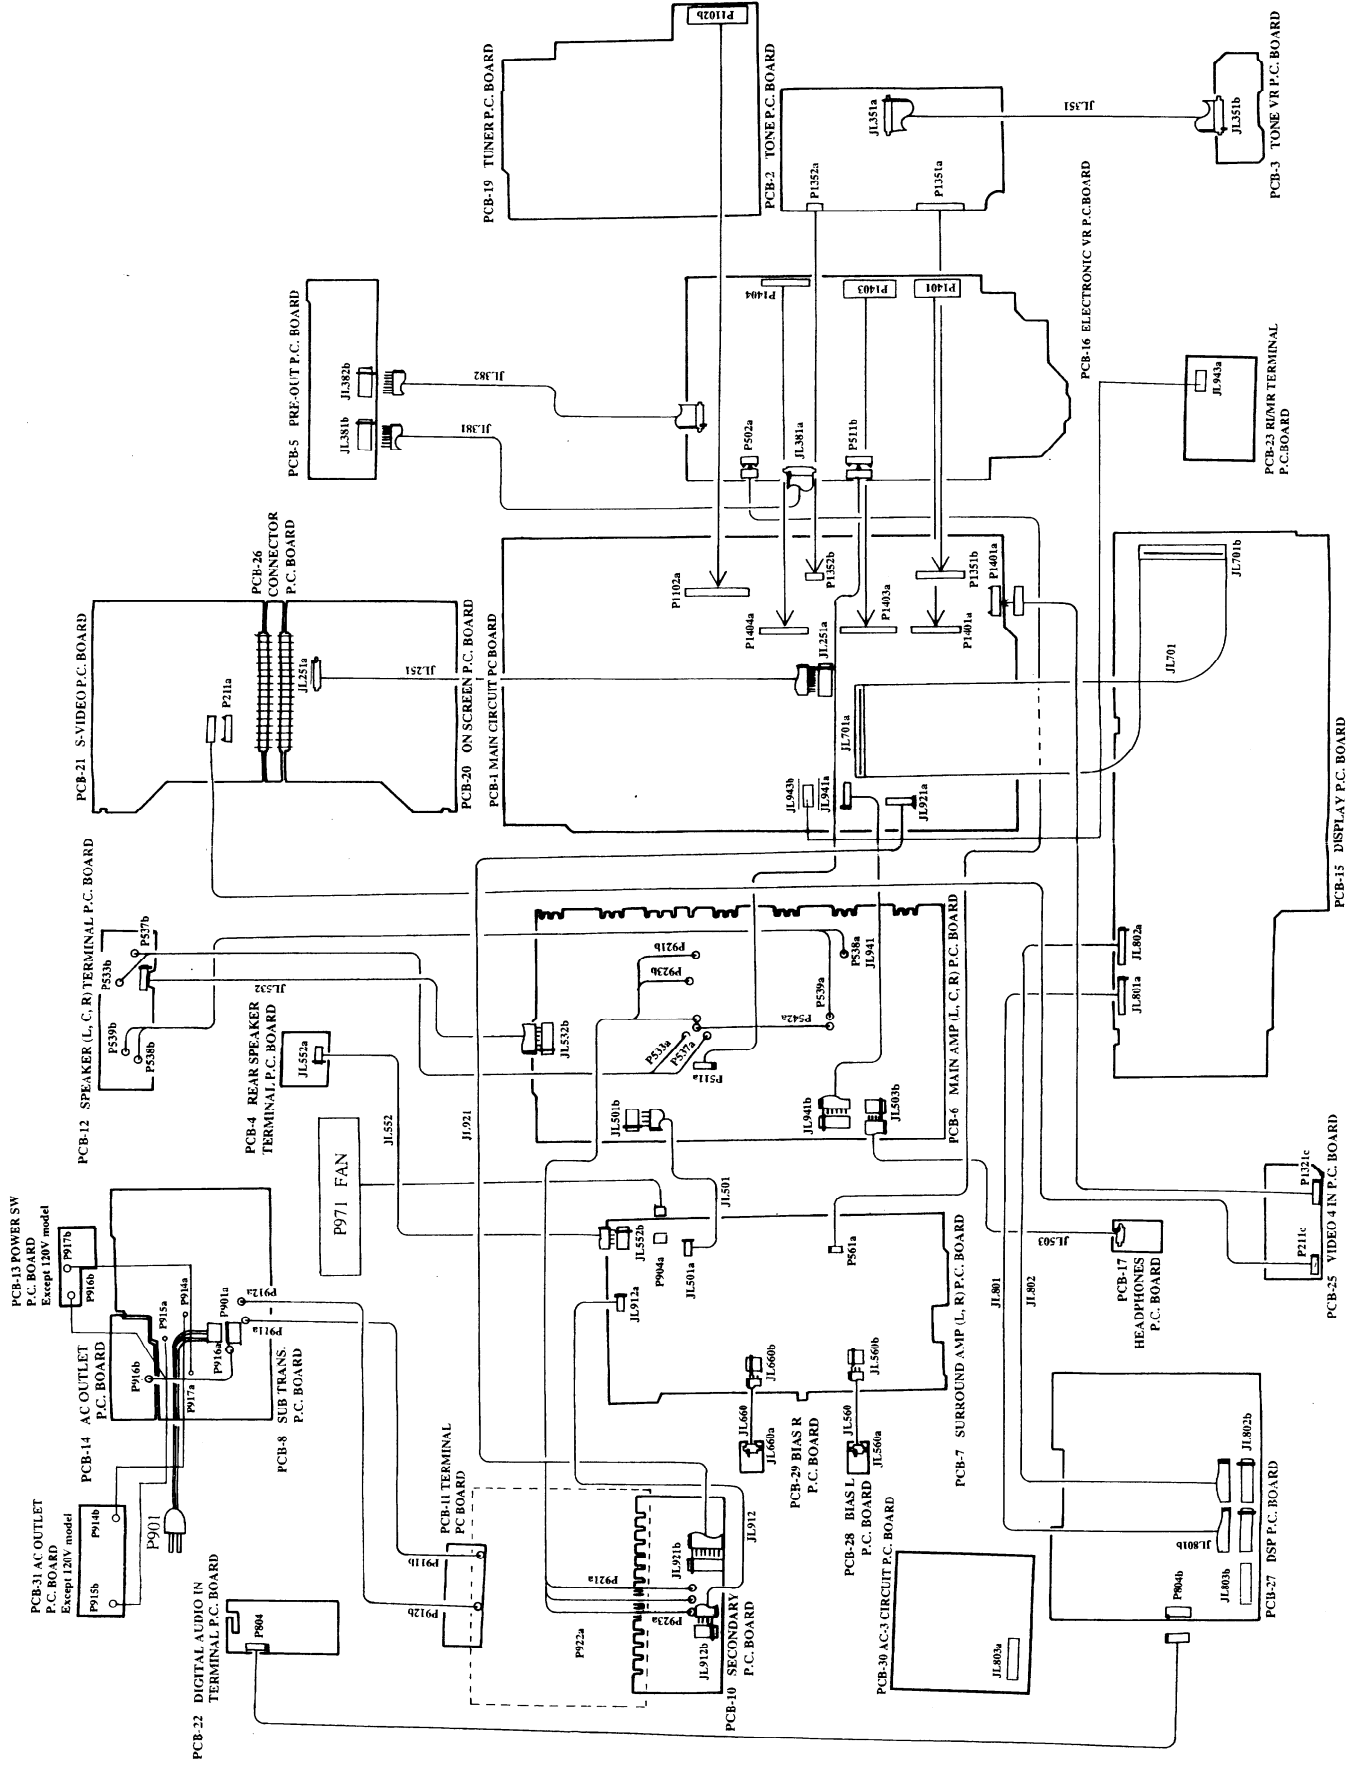 P1102b
PCB-19 TUNER P.C. BOARD
PCB-2 TONE P.C. BOARD
JL351a
JL351
JL351b
PCB-3 TONE VR P.C. BOARD
P1352a
P1351a
PCB-5 PRE-OUT P.C. BOARD
JL382b
JL381b
JL382
JL381
P1404
P1403
P1401
PCB-16 ELECTRONIC VR P.C.BOARD
P502a
JL381a
P511b
JL943a
PCB-23 RI/MR TERMINAL
P.C.BOARD
PCB-26
CONNECTOR
P.C. BOARD
PCB-21 S-VIDEO P.C. BOARD
P211a
JL251a
JL251
PCB-20 ON SCREEN P.C. BOARD
PCB-1 MAIN CIRCUIT PC BOARD
P1102a
P1404a
P1352b
JL251a
P1403a
P1351b
P1401a
P1401a
JL701b
JL701
JL701a
JL943b
JL941a
JL921a
PCB-15 DISPLAY P.C. BOARD
JL802a
JL801a
PCB-12 SPEAKER (L, C, R) TERMINAL P.C. BOARD
P537b
P533b
P539b
P538b
JL532
PCB-4 REAR SPEAKER
TERMINAL P.C. BOARD
JL552a
JL552
JL921
P921b
P923b
P538a
JL941
P539a
P542a
JL532b
P533a
P537a
P511a
JL501b
JL941b
JL503b
PCB-6 MAIN AMP (L, C, R) P.C. BOARD
P971 FAN
JL501
JL552b
P904a
JL501a
JL912a
P561a
PCB-7 SURROUND AMP (L, R) P.C. BOARD
JL660b
JL560b
JL660
JL560
JL660a
JL560a
PCB-29 BIAS R
P.C. BOARD
PCB-28 BIAS L
P.C. BOARD
JL801
JL802
JL503
PCB-17
HEADPHONES
P.C. BOARD
P1321c
P211c
PCB-25 VIDEO 4 IN P.C. BOARD
PCB-13 POWER SW
P.C. BOARD
Except 120V model
P917b
P916b
P915a
P914a
P901a
P912a
P911a
P916a
P916b
P917a
PCB-14 AC OUTLET
P.C. BOARD
PCB-8 SUB TRANS.
P.C. BOARD
PCB-31 AC OUTLET
P.C. BOARD
Except 120V model
P914b
P915b
P901
PCB-22 DIGITAL AUDIO IN
TERMINAL P.C. BOARD
P804
PCB-11 TERMINAL
PC BOARD
P911b
P912b
P922a
JL921b
P921a
P923a
JL912b
JL912
PCB-10 SECONDARY
P.C. BOARD
PCB-30 AC-3 CIRCUIT P.C. BOARD
JL803a
JL802b
JL801b
JL803b
P804b
PCB-27 DSP P.C. BOARD